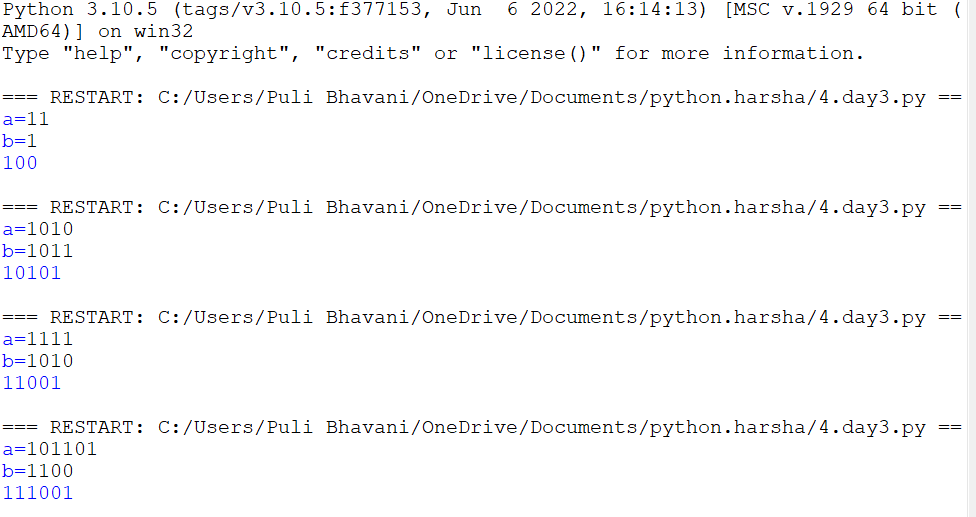 Python 3.10.5 (tags/v3.10.5:f377153, Jun  6 2022, 16:14:13) [MSC v.1929 64 bit (
AMD64)] on win32
Type "help", "copyright", "credits" or "license()" for more information.
=== RESTART: C:/Users/Puli Bhavani/OneDrive/Documents/python.harsha/4.day3.py ==
a=11
b=1
100
=== RESTART: C:/Users/Puli Bhavani/OneDrive/Documents/python.harsha/4.day3.py ==
a=1010
b=1011
10101
=== RESTART: C:/Users/Puli Bhavani/OneDrive/Documents/python.harsha/4.day3.py ==
a=1111
b=1010
11001
=== RESTART: C:/Users/Puli Bhavani/OneDrive/Documents/python.harsha/4.day3.py ==
a=101101
b=1100
111001